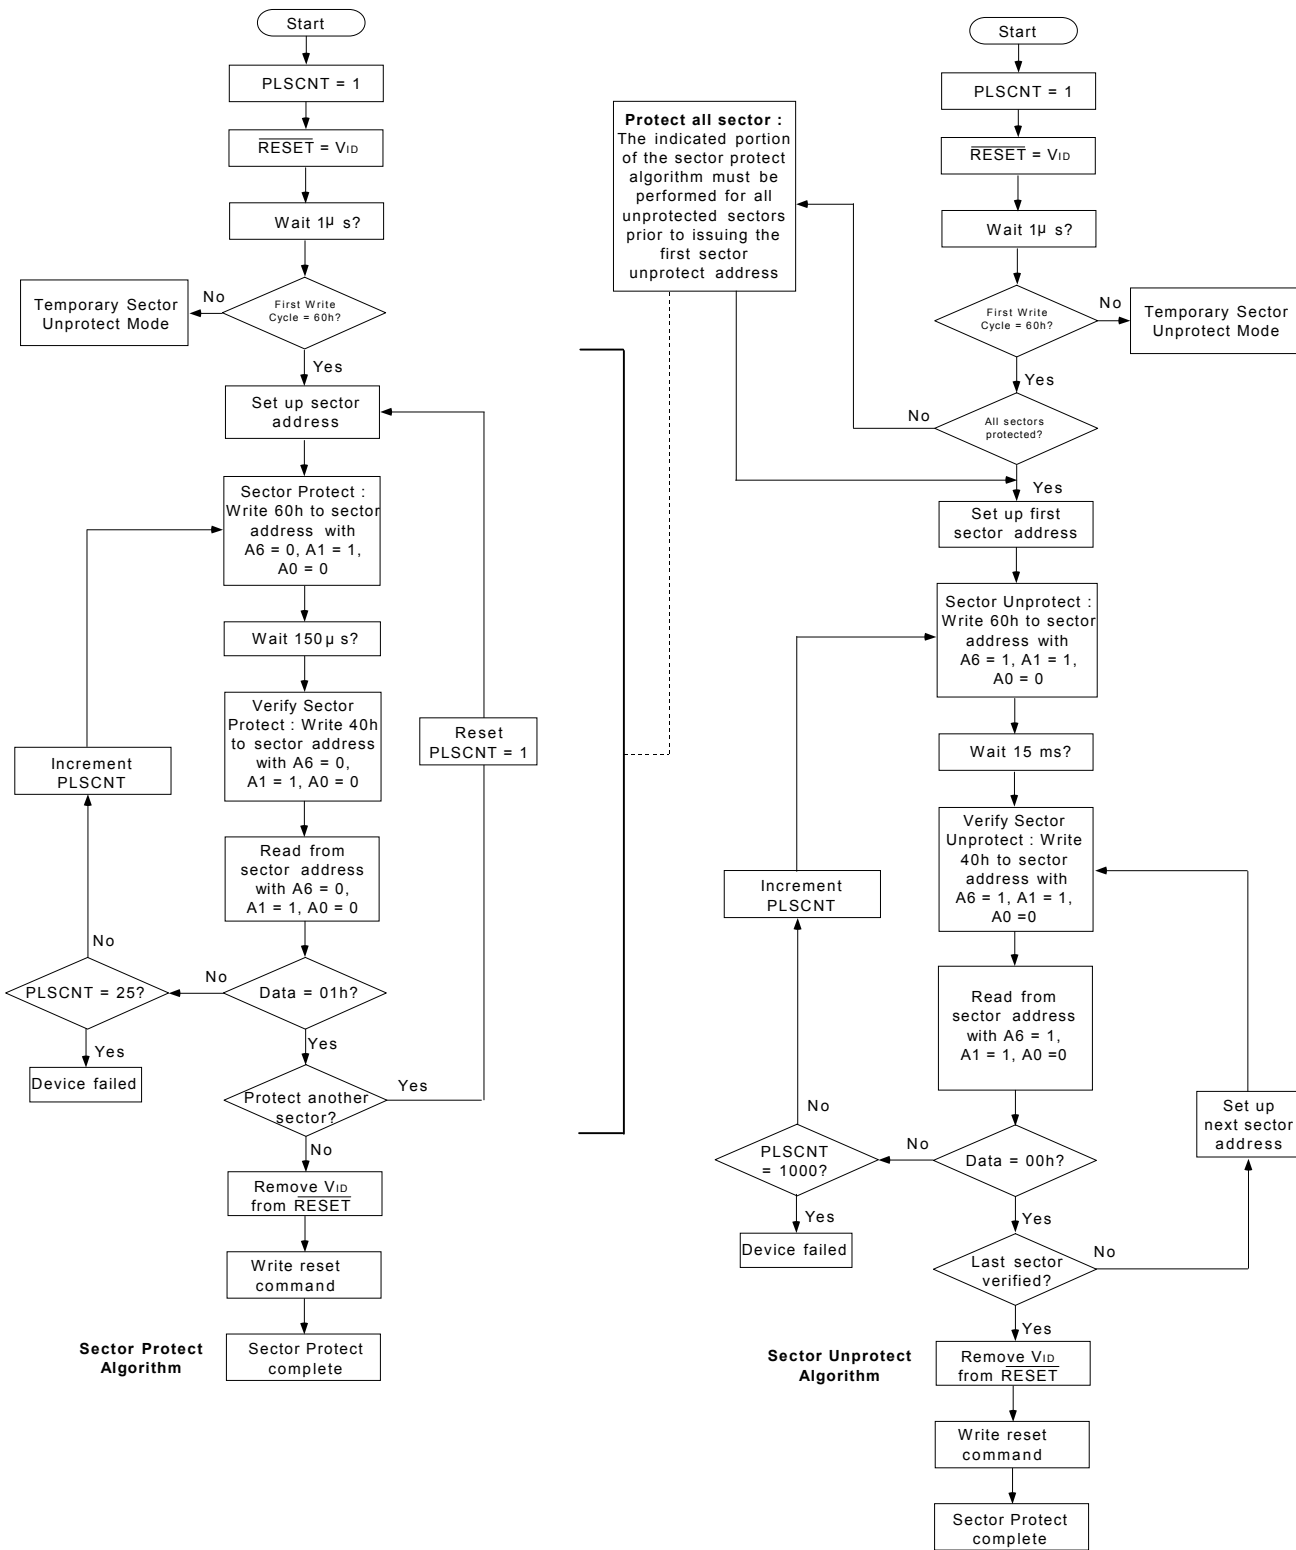 Start
PLSCNT = 1
RESET = VID
Wait 1μ s?
First Write
Cycle = 60h?
No
Temporary Sector
Unprotect Mode
Yes
Set up sector
address
Sector Protect :
Write 60h to sector
address with
A6 = 0, A1 = 1,
A0 = 0
Wait 150μ s?
Verify Sector
Protect : Write 40h
to sector address
with A6 = 0,
A1 = 1, A0 = 0
Reset
PLSCNT = 1
Increment
PLSCNT
Read from
sector address
with A6 = 0,
A1 = 1, A0 = 0
No
PLSCNT = 25?
No
Data = 01h?
Yes
Device failed
Yes
Protect another
sector?
Yes
No
Remove VID
from RESET
Write reset
command
Sector Protect
complete
Sector Protect
Algorithm
Protect all sector :
The indicated portion
of the sector protect
algorithm must be
performed for all
unprotected sectors
prior to issuing the
first sector
unprotect address
Start
PLSCNT = 1
RESET = VID
Wait 1μ s?
First Write
Cycle = 60h?
No
Temporary Sector
Unprotect Mode
Yes
No
All sectors
protected?
Yes
Set up first
sector address
Sector Unprotect :
Write 60h to sector
address with
A6 = 1, A1 = 1,
A0 = 0
Wait 15 ms?
Verify Sector
Unprotect : Write
40h to sector
address with
A6 = 1, A1 = 1,
A0 =0
Increment
PLSCNT
Read from
sector address
with A6 = 1,
A1 = 1, A0 =0
Set up
next sector
address
No
PLSCNT
= 1000?
No
Data = 00h?
Yes
Device failed
Yes
Last sector
verified?
No
Yes
Remove VID
from RESET
Write reset
command
Sector Protect
complete
Sector Unprotect
Algorithm